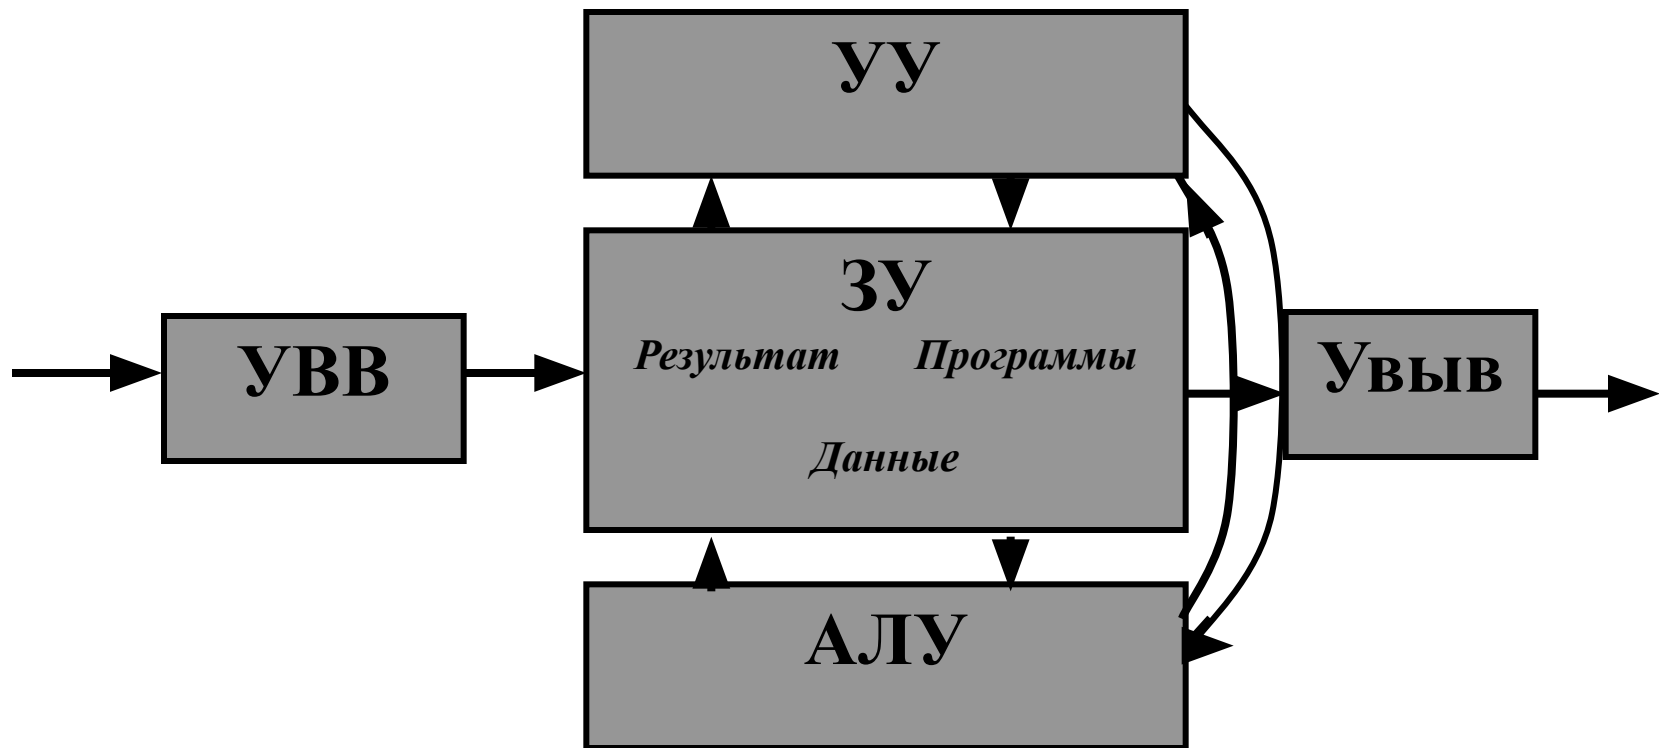 УУ
ЗУ
Результат Программы
Данные
УВВ
Увыв
АЛУ